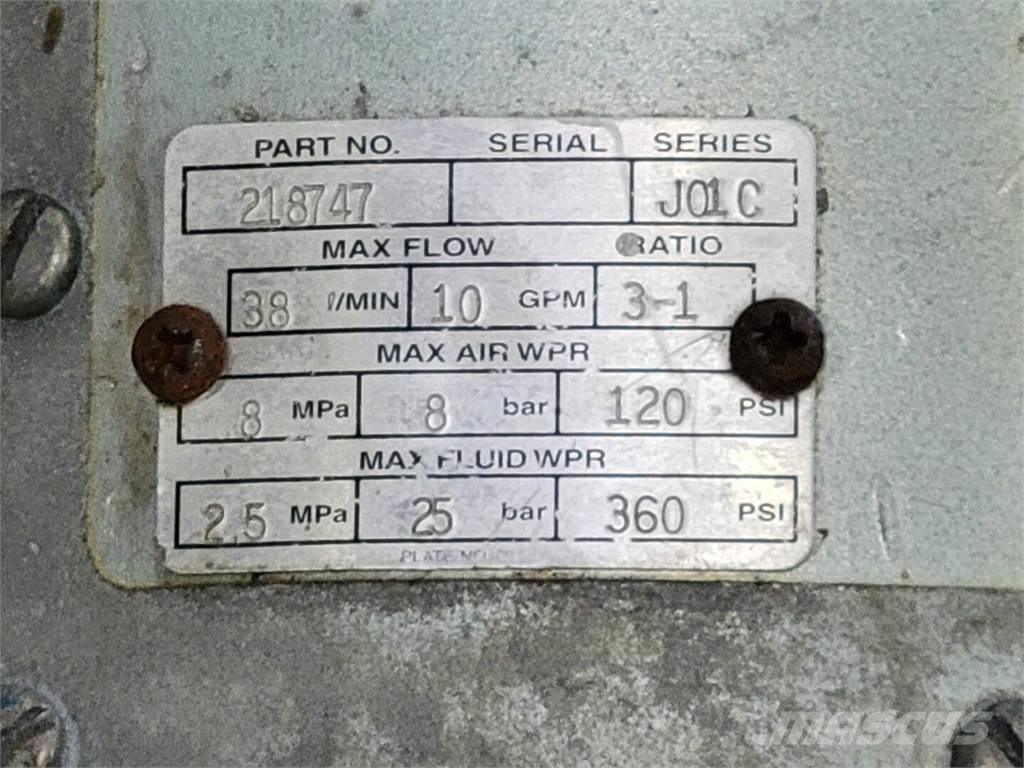 PART NO. SERIAL SERIES
218747 J01C
MAX FLOW RATIO
38 l/MIN 10 GPM 3-1
MAX AIR WPR
8 MPa 8 bar 120 PSI
MAX FLUID WPR
2.5 MPa 25 bar 360 PSI
PLATE
MASCUS